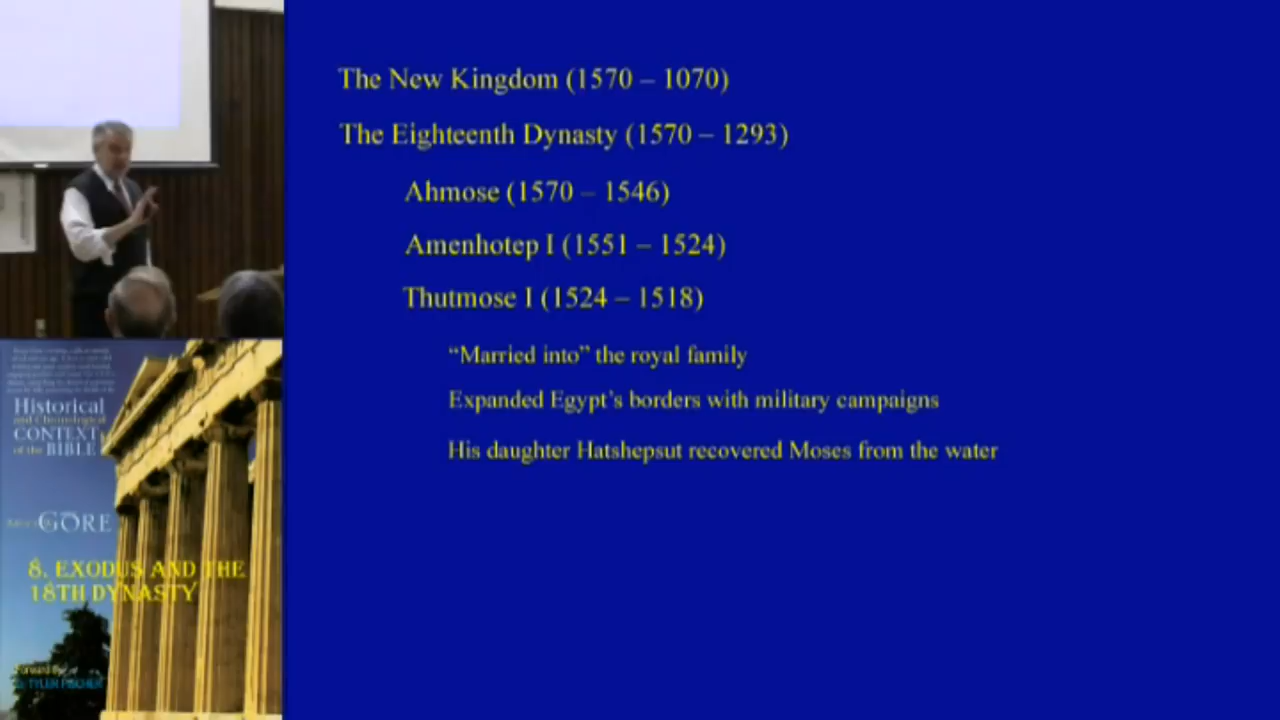 The New Kingdom (1570 – 1070)
The Eighteenth Dynasty (1570 – 1293)
Ahmose (1570 – 1546)
Amenhotep I (1551 – 1524)
Thutmose I (1524 – 1518)
“Married into” the royal family
Expanded Egypt’s borders with military campaigns
His daughter Hatshepsut recovered Moses from the water
Historical
and Chronological
CONTEXT
of the BIBLE
GORE
8. EXODUS AND THE
18TH DYNASTY